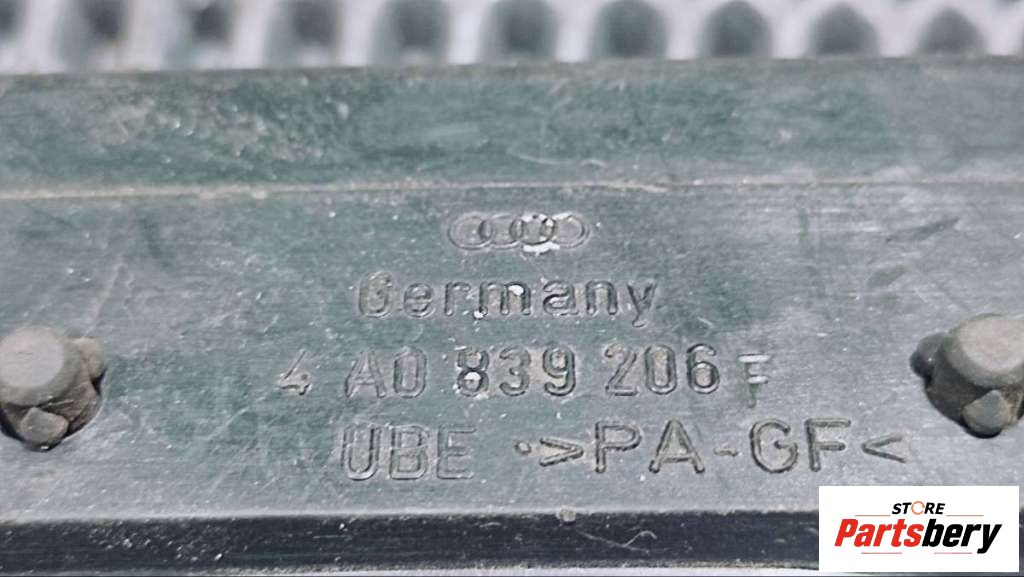 Germany
4 A0 839 206 F
UBE >PA-GF<
STORE
Partsbery